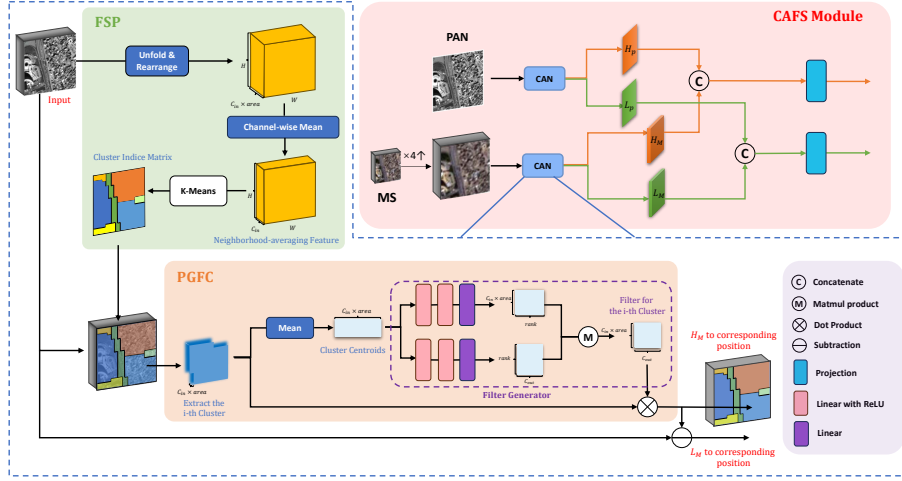 FSP
Input
Unfold &
Rearrange
H
C_in × area
W
Channel-wise Mean
Cluster Indice Matrix
K-Means
H
C_in
W
Neighborhood-averaging Feature
CAFS Module
PAN
CAN
H_p
L_p
C
MS
×4↑
CAN
H_M
L_M
C
PGFC
C_in × area
Extract the
i-th Cluster
Mean
C_in × area
Cluster Centroids
C_in × area
rank
rank
C_out
M
Filter for
the i-th Cluster
C_in × area
C_out
Filter Generator
H_M to corresponding
position
L_M to corresponding
position
C Concatenate
M Matmul product
Dot Product
Subtraction
Projection
Linear with ReLU
Linear